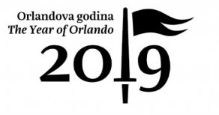 Orlandova godina
The Year of Orlando
2019